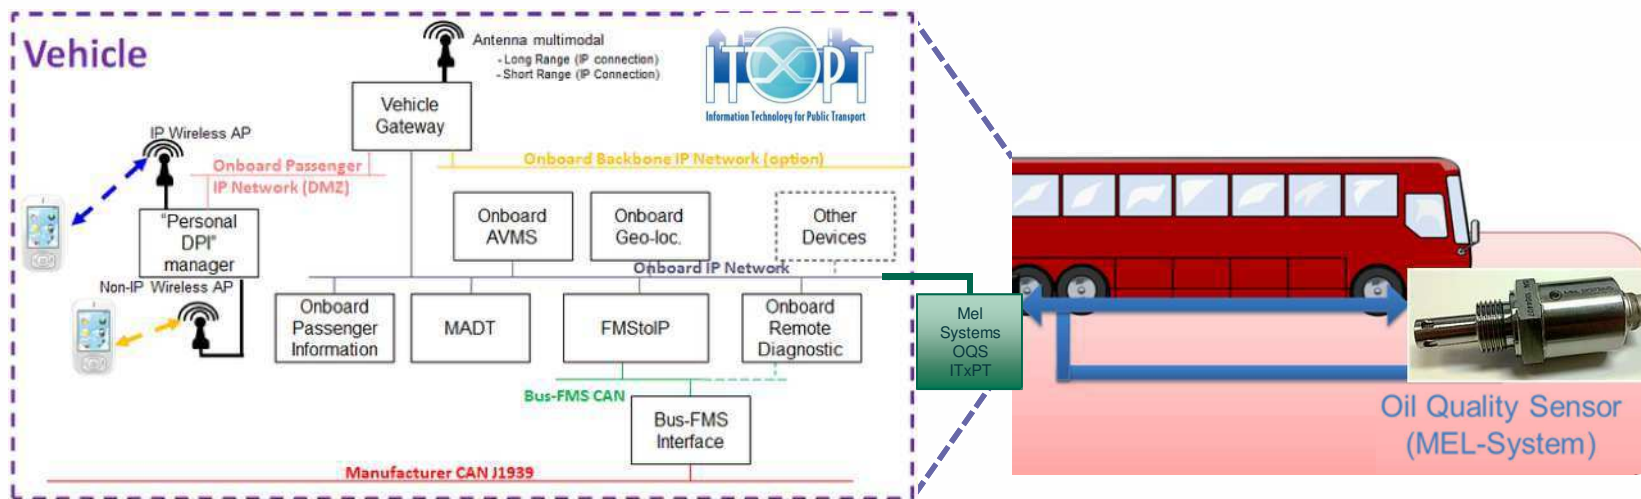 Vehicle
Antenna multimodal
- Long Range (IP connection)
- Short Range (IP Connection)
ITxPT
Information Technology for Public Transport
Vehicle
Gateway
IP Wireless AP
Onboard Passenger
IP Network (DMZ)
Onboard Backbone IP Network (option)
"Personal
DPI"
manager
Onboard
AVMS
Onboard
Geo-loc.
Other
Devices
Onboard IP Network
Non-IP Wireless AP
Onboard
Passenger
Information
MADT
FMStoIP
Onboard
Remote
Diagnostic
Mel
Systems
OQS
ITxPT
Bus-FMS CAN
Bus-FMS
Interface
Manufacturer CAN J1939
Oil Quality Sensor
(MEL-System)